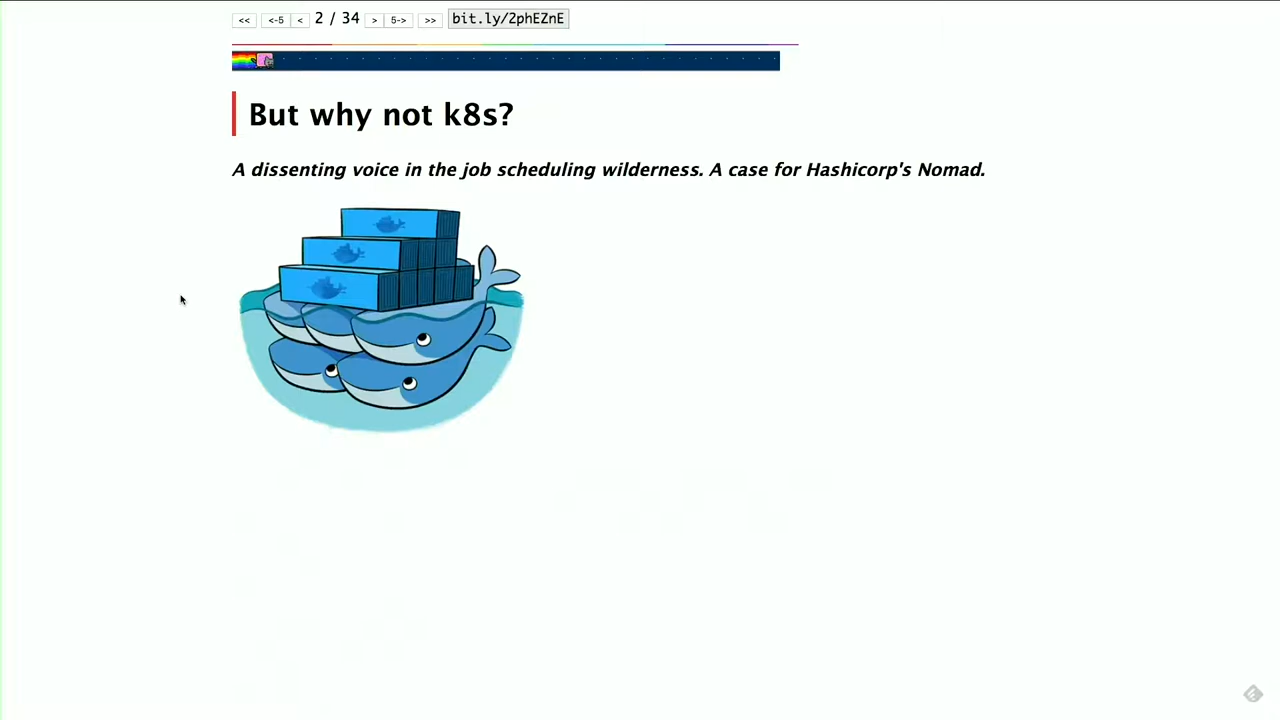 << <-5 < 2 / 34 > 5-> >> bit.ly/2phEZnE
But why not k8s?
A dissenting voice in the job scheduling wilderness. A case for Hashicorp's Nomad.